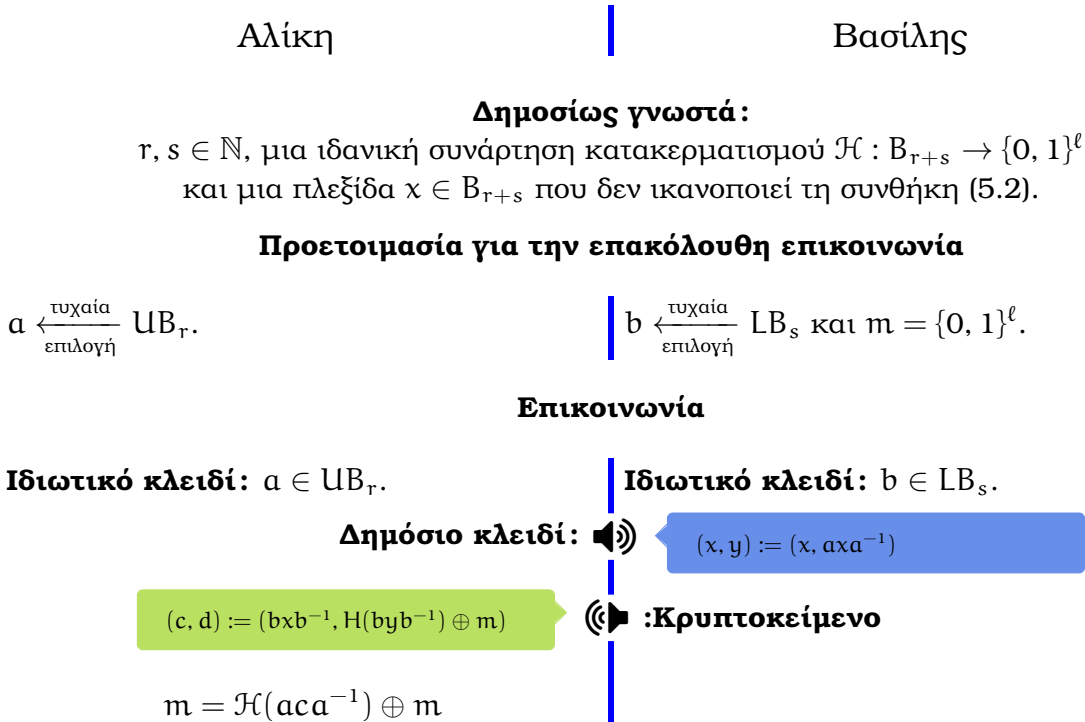 Αλίκη Βασίλης
Δημοσίως γνωστά:
r, s ∈ ℕ, μια ιδανική συνάρτηση κατακερματισμού ℋ : B_{r+s} → {0, 1}^ℓ
και μια πλεξίδα x ∈ B_{r+s} που δεν ικανοποιεί τη συνθήκη (5.2).
Προετοιμασία για την επακόλουθη επικοινωνία
a ←^{τυχαία}_{επιλογή} UB_r. b ←^{τυχαία}_{επιλογή} LB_s και m = {0, 1}^ℓ.
Επικοινωνία
Ιδιωτικό κλειδί: a ∈ UB_r. Ιδιωτικό κλειδί: b ∈ LB_s.
Δημόσιο κλειδί: (x, y) := (x, axa^{−1})
(c, d) := (bxb^{−1}, H(byb^{−1}) ⊕ m) :Κρυπτοκείμενο
m = ℋ(aca^{−1}) ⊕ m